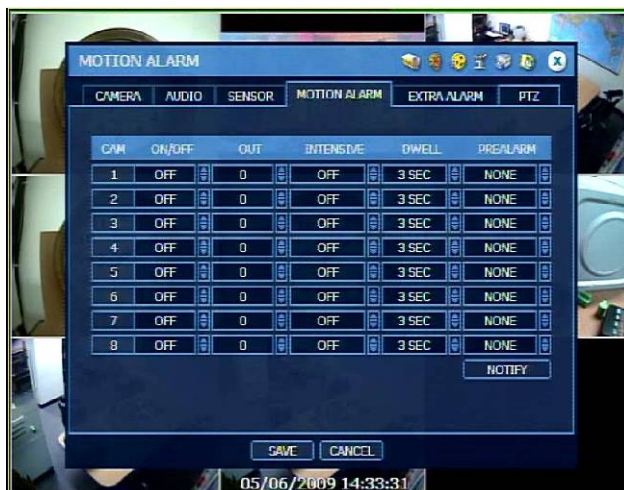 MOTION ALARM
CAMERA AUDIO SENSOR MOTION ALARM EXTRA ALARM PTZ
CAM ON/OFF OUT INTENSIVE DWELL PREALARM
1 OFF 0 OFF 3 SEC NONE
2 OFF 0 OFF 3 SEC NONE
3 OFF 0 OFF 3 SEC NONE
4 OFF 0 OFF 3 SEC NONE
5 OFF 0 OFF 3 SEC NONE
6 OFF 0 OFF 3 SEC NONE
7 OFF 0 OFF 3 SEC NONE
8 OFF 0 OFF 3 SEC NONE
NOTIFY
SAVE CANCEL
05/06/2009 14:33:31